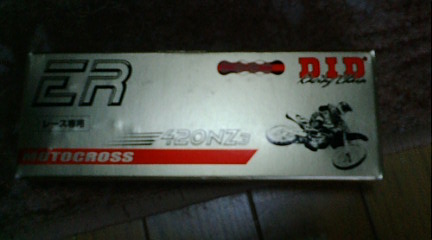 ER
D.I.D
Racing Chain
レース専用
420NZ3
MOTOCROSS